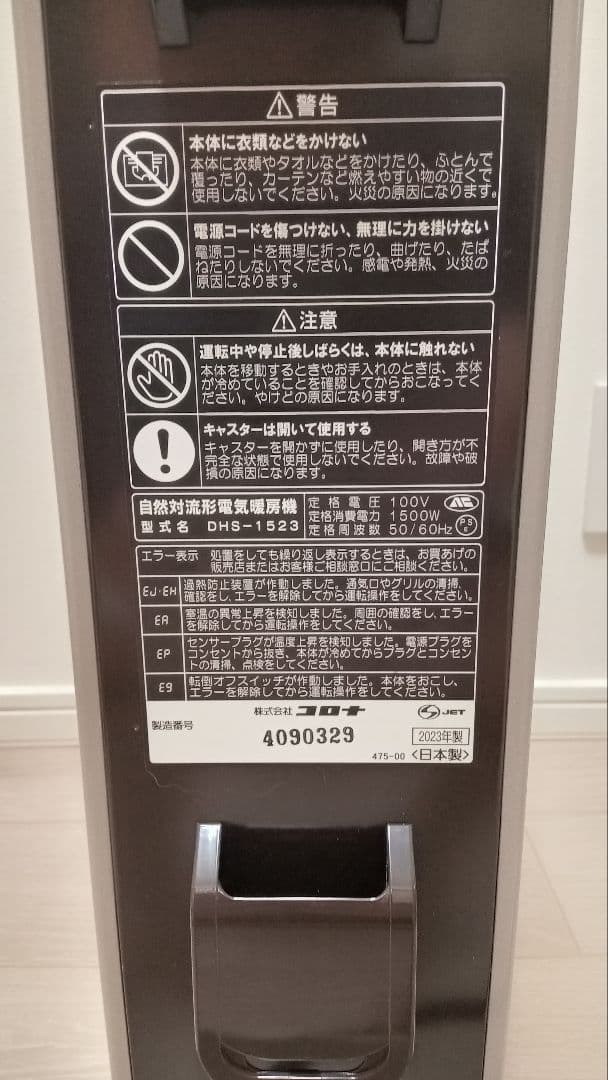 ⚠警告
本体に衣類などをかけない
本体に衣類やタオルなどをかけたり、ふとんで
覆ったり、カーテンなど燃えやすい物の近くで
使用しないでください。火災の原因になります。
電源コードを傷つけない、無理に力を掛けない
電源コードを無理に折ったり、曲げたり、たば
ねたりしないでください。感電や発熱、火災の
原因になります。
⚠注意
運転中や停止後しばらくは、本体に触れない
本体を移動するときやお手入れのときは、本体
が冷めていることを確認してからおこなってく
ださい。やけどの原因になります。
キャスターは開いて使用する
キャスターを開かずに使用したり、開き方が不
完全な状態で使用しないでください。故障や破
損の原因になります。
自然対流形電気暖房機
型式名 DHS-1523
定格電圧 100V
定格消費電力 1500W
定格周波数 50/60Hz
PS
E
エラー表示 処置をしても繰り返し表示するときは、お買あげの
販売店またはお客様ご相談窓口にご相談ください。
EJ・EH 過熱防止装置が作動しました。通気口やグリルの清掃、
確認をし、エラーを解除してから運転操作をしてください。
EA 室温の異常上昇を検知しました。周囲の確認をし、エラー
を解除してから運転操作をしてください。
EP センサープラグが温度上昇を検知しました。電源プラグを
コンセントから抜き、本体が冷めてからプラグとコンセン
トの清掃、点検をしてください。
E9 転倒オフスイッチが作動しました。本体をおこし、
エラーを解除してから運転操作をしてください。
株式会社 コロナ
JET
製造番号
4090329
2023年製
475-00 <日本製>